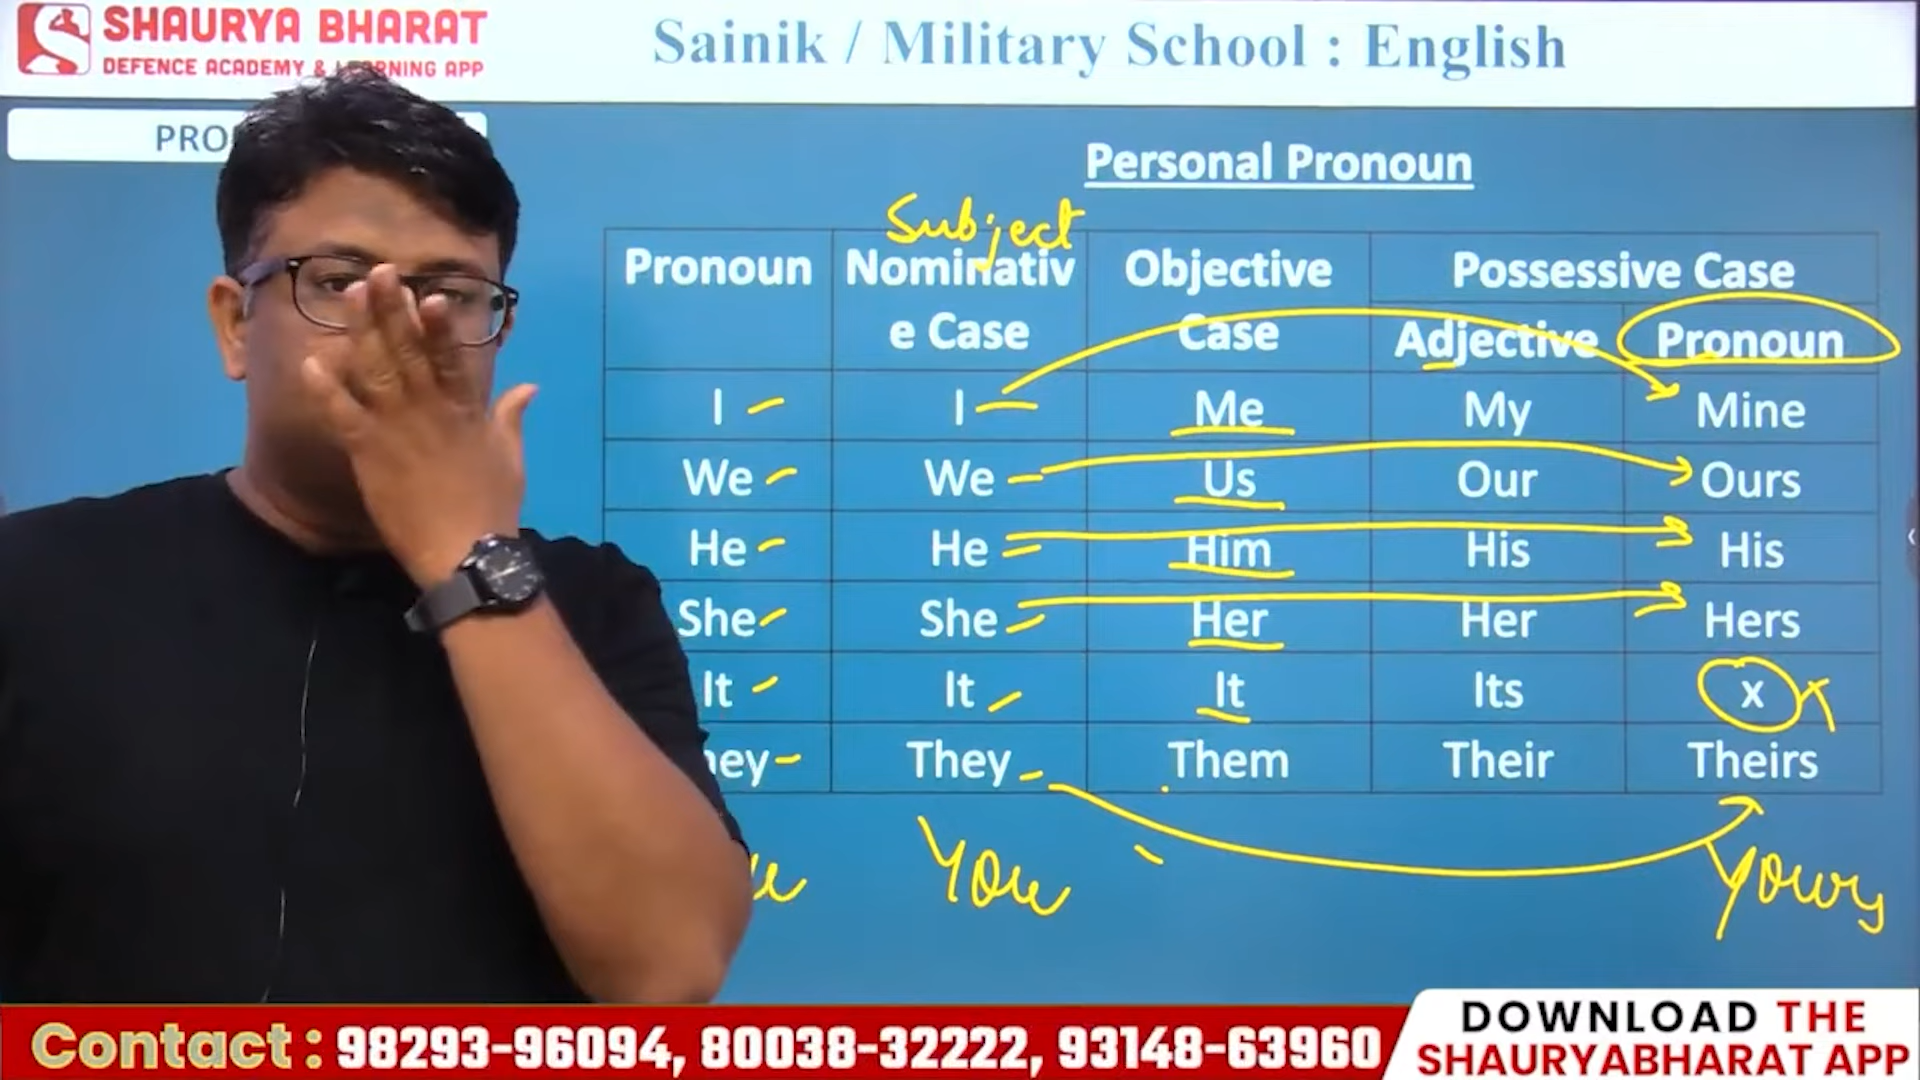 SHAURYA BHARAT
DEFENCE ACADEMY & LEARNING APP
Sainik / Military School : English
Personal Pronoun
Subject
Pronoun Nominativ Objective Possessive Case
e Case Case Adjective Pronoun
I I Me My Mine
We We Us Our Ours
He He Him His His
She She Her Her Hers
It It It Its x x
They Them Their Theirs
You Yours
Contact : 98293-96094, 80038-32222, 93148-63960
DOWNLOAD THE
SHAURYABHARAT APP